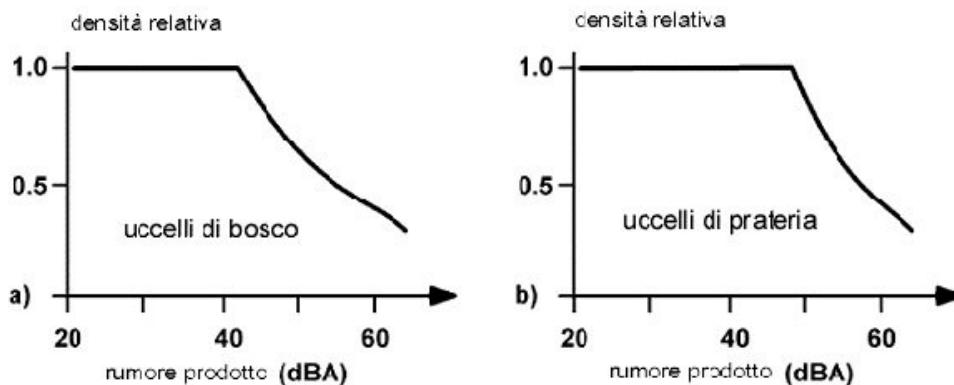 densità relativa
1.0
0.5
uccelli di bosco
a)
20 40 60
rumore prodotto (dBA)
densità relativa
1.0
0.5
uccelli di prateria
b)
20 40 60
rumore prodotto (dBA)